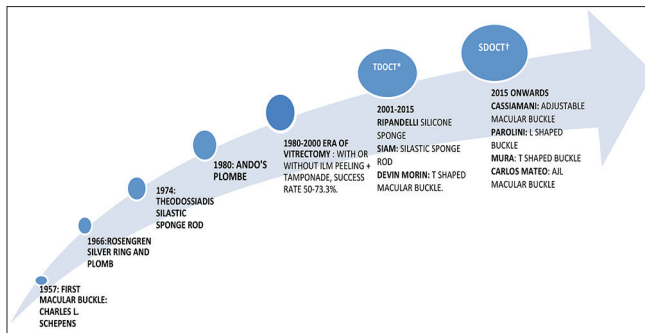 1957: FIRST
MACULAR BUCKLE:
CHARLES L.
SCHEPENS
1966:ROSENGREN
SILVER RING AND
PLOMB
1974:
THEODOSSIADIS
SILASTIC
SPONGE ROD
1980: ANDO'S
PLOMBE
1980-2000 ERA OF
VITRECTOMY : WITH OR
WITHOUT ILM PEELING +
TAMPONADE, SUCCESS
RATE 50-73.3%.
TDOCT*
2001-2015
RIPANDELLI SILICONE
SPONGE
SIAM: SILASTIC SPONGE
ROD
DEVIN MORIN: T SHAPED
MACULAR BUCKLE.
SDOCT†
2015 ONWARDS
CASSIAMANI: ADJUSTABLE
MACULAR BUCKLE
PAROLINI: L SHAPED
BUCKLE
MURA: T SHAPED BUCKLE
CARLOS MATEO: AJL
MACULAR BUCKLE